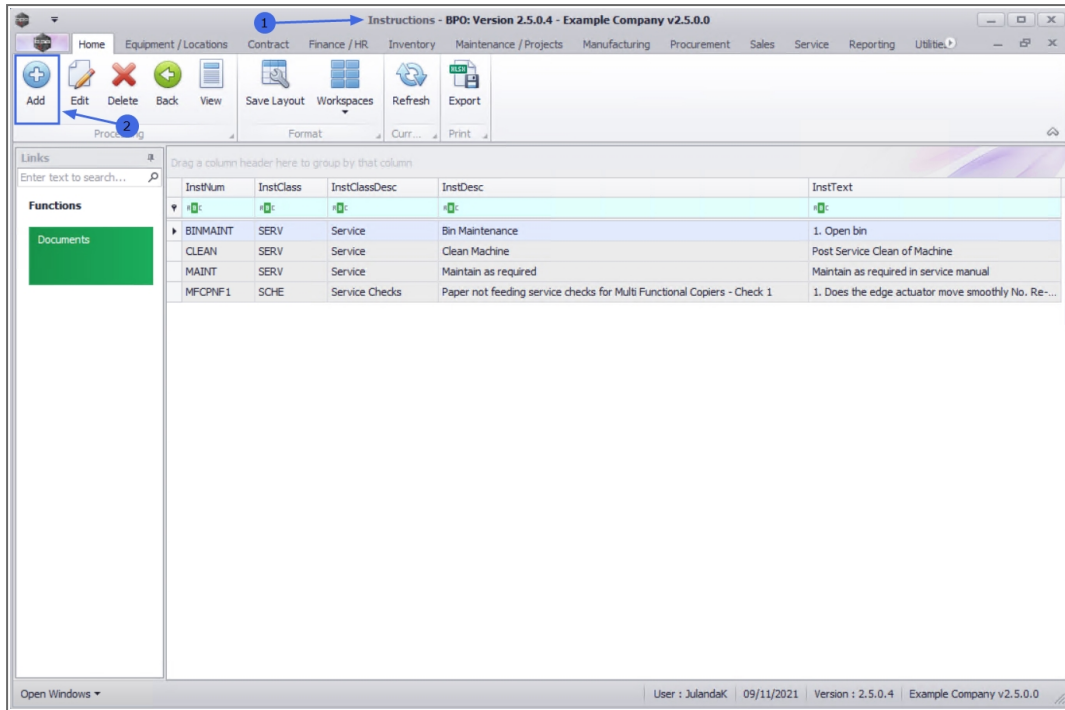 1
Instructions - BPO: Version 2.5.0.4 - Example Company v2.5.0.0
Home Equipment / Locations Contract Finance / HR Inventory Maintenance / Projects Manufacturing Procurement Sales Service Reporting Utilitie
Add Edit Delete Back View Save Layout Workspaces Refresh Export
2
Format Curr... Print
Links
Drag a column header here to group by that column
Enter text to search...
InstNum InstClass InstClassDesc InstDesc InstText
Functions
BINMAINT SERV Service Bin Maintenance 1. Open bin
Documents
CLEAN SERV Service Clean Machine Post Service Clean of Machine
MAINT SERV Service Maintain as required Maintain as required in service manual
MFCPNF1 SCHE Service Checks Paper not feeding service checks for Multi Functional Copiers - Check 1 1. Does the edge actuator move smoothly No. Re-...
Open Windows User : JulandaK 09/11/2021 Version : 2.5.0.4 Example Company v2.5.0.0